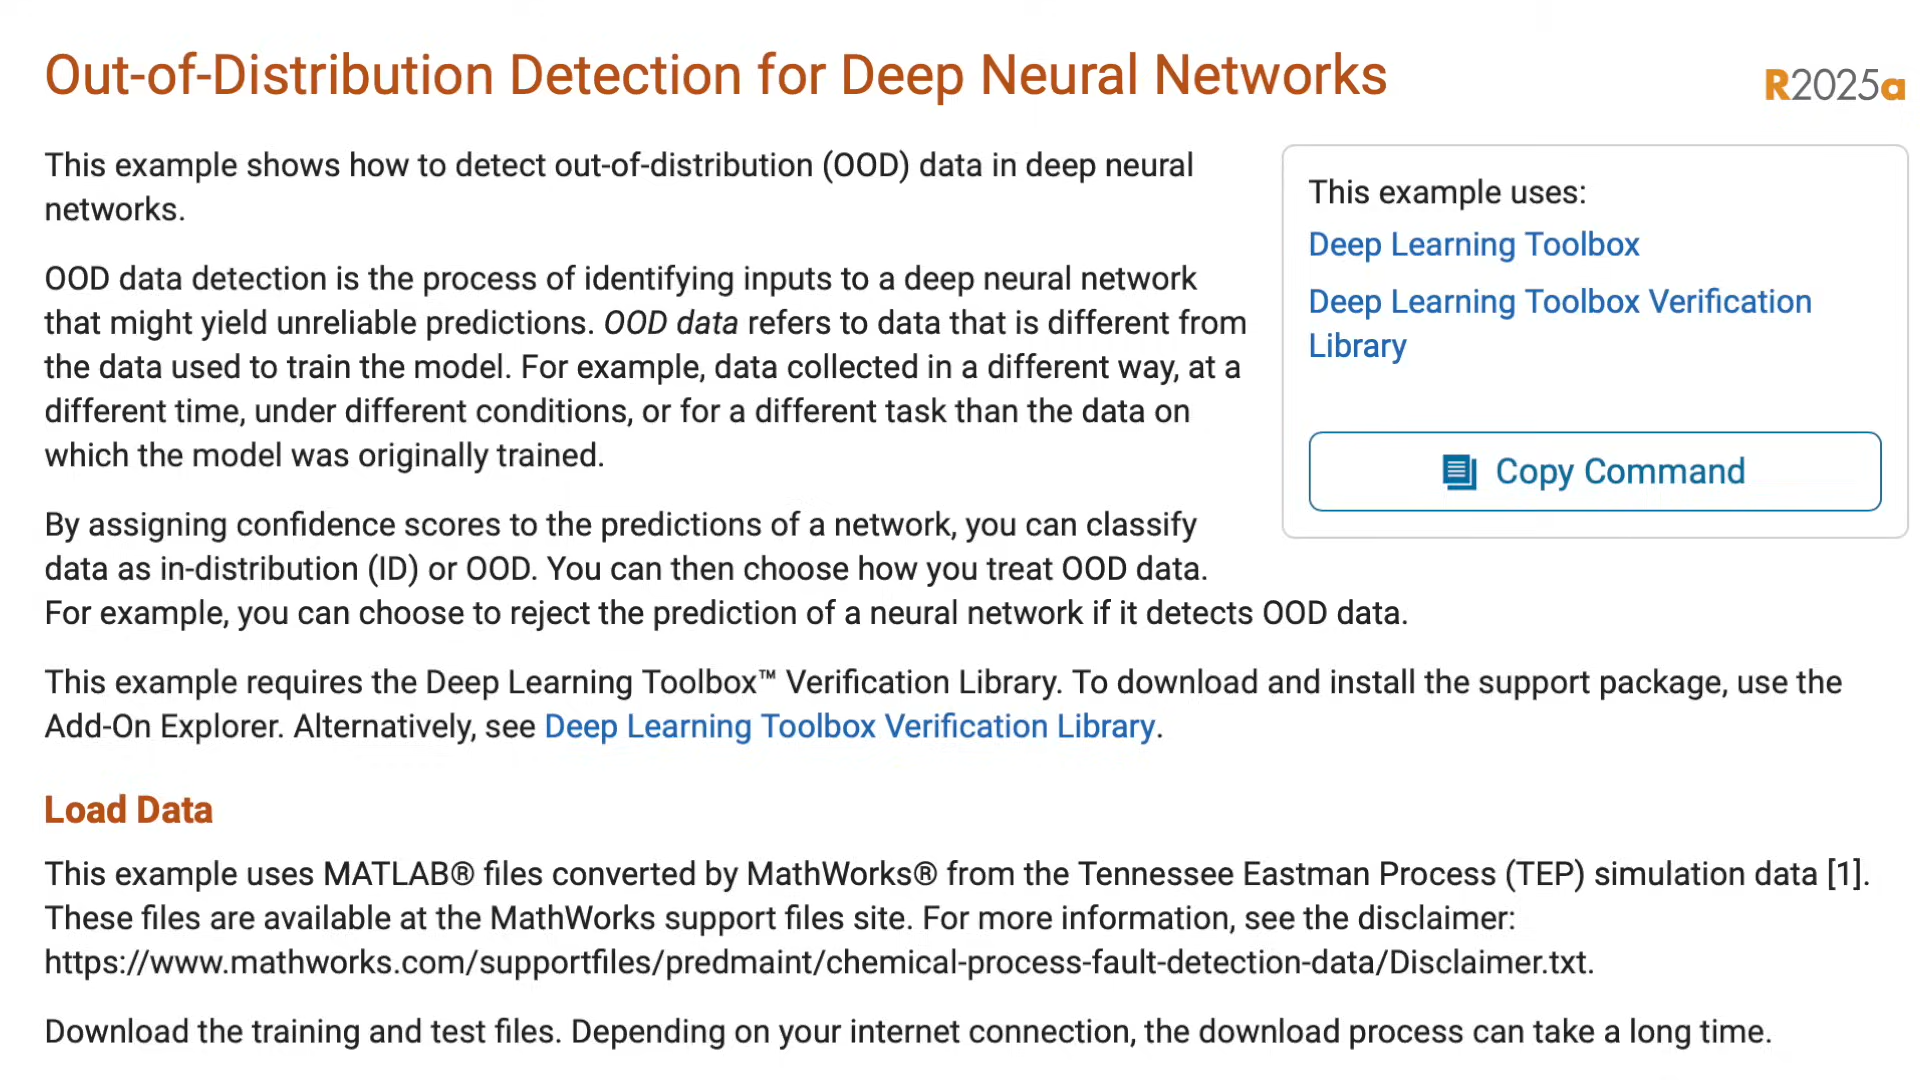 Out-of-Distribution Detection for Deep Neural Networks
R2025a
This example shows how to detect out-of-distribution (OOD) data in deep neural
networks.
OOD data detection is the process of identifying inputs to a deep neural network
that might yield unreliable predictions. OOD data refers to data that is different from
the data used to train the model. For example, data collected in a different way, at a
different time, under different conditions, or for a different task than the data on
which the model was originally trained.
By assigning confidence scores to the predictions of a network, you can classify
data as in-distribution (ID) or OOD. You can then choose how you treat OOD data.
For example, you can choose to reject the prediction of a neural network if it detects OOD data.
This example uses:
Deep Learning Toolbox
Deep Learning Toolbox Verification
Library
Copy Command
This example requires the Deep Learning Toolbox™ Verification Library. To download and install the support package, use the
Add-On Explorer. Alternatively, see Deep Learning Toolbox Verification Library.
Load Data
This example uses MATLAB® files converted by MathWorks® from the Tennessee Eastman Process (TEP) simulation data [1].
These files are available at the MathWorks support files site. For more information, see the disclaimer:
https://www.mathworks.com/supportfiles/predmaint/chemical-process-fault-detection-data/Disclaimer.txt.
Download the training and test files. Depending on your internet connection, the download process can take a long time.